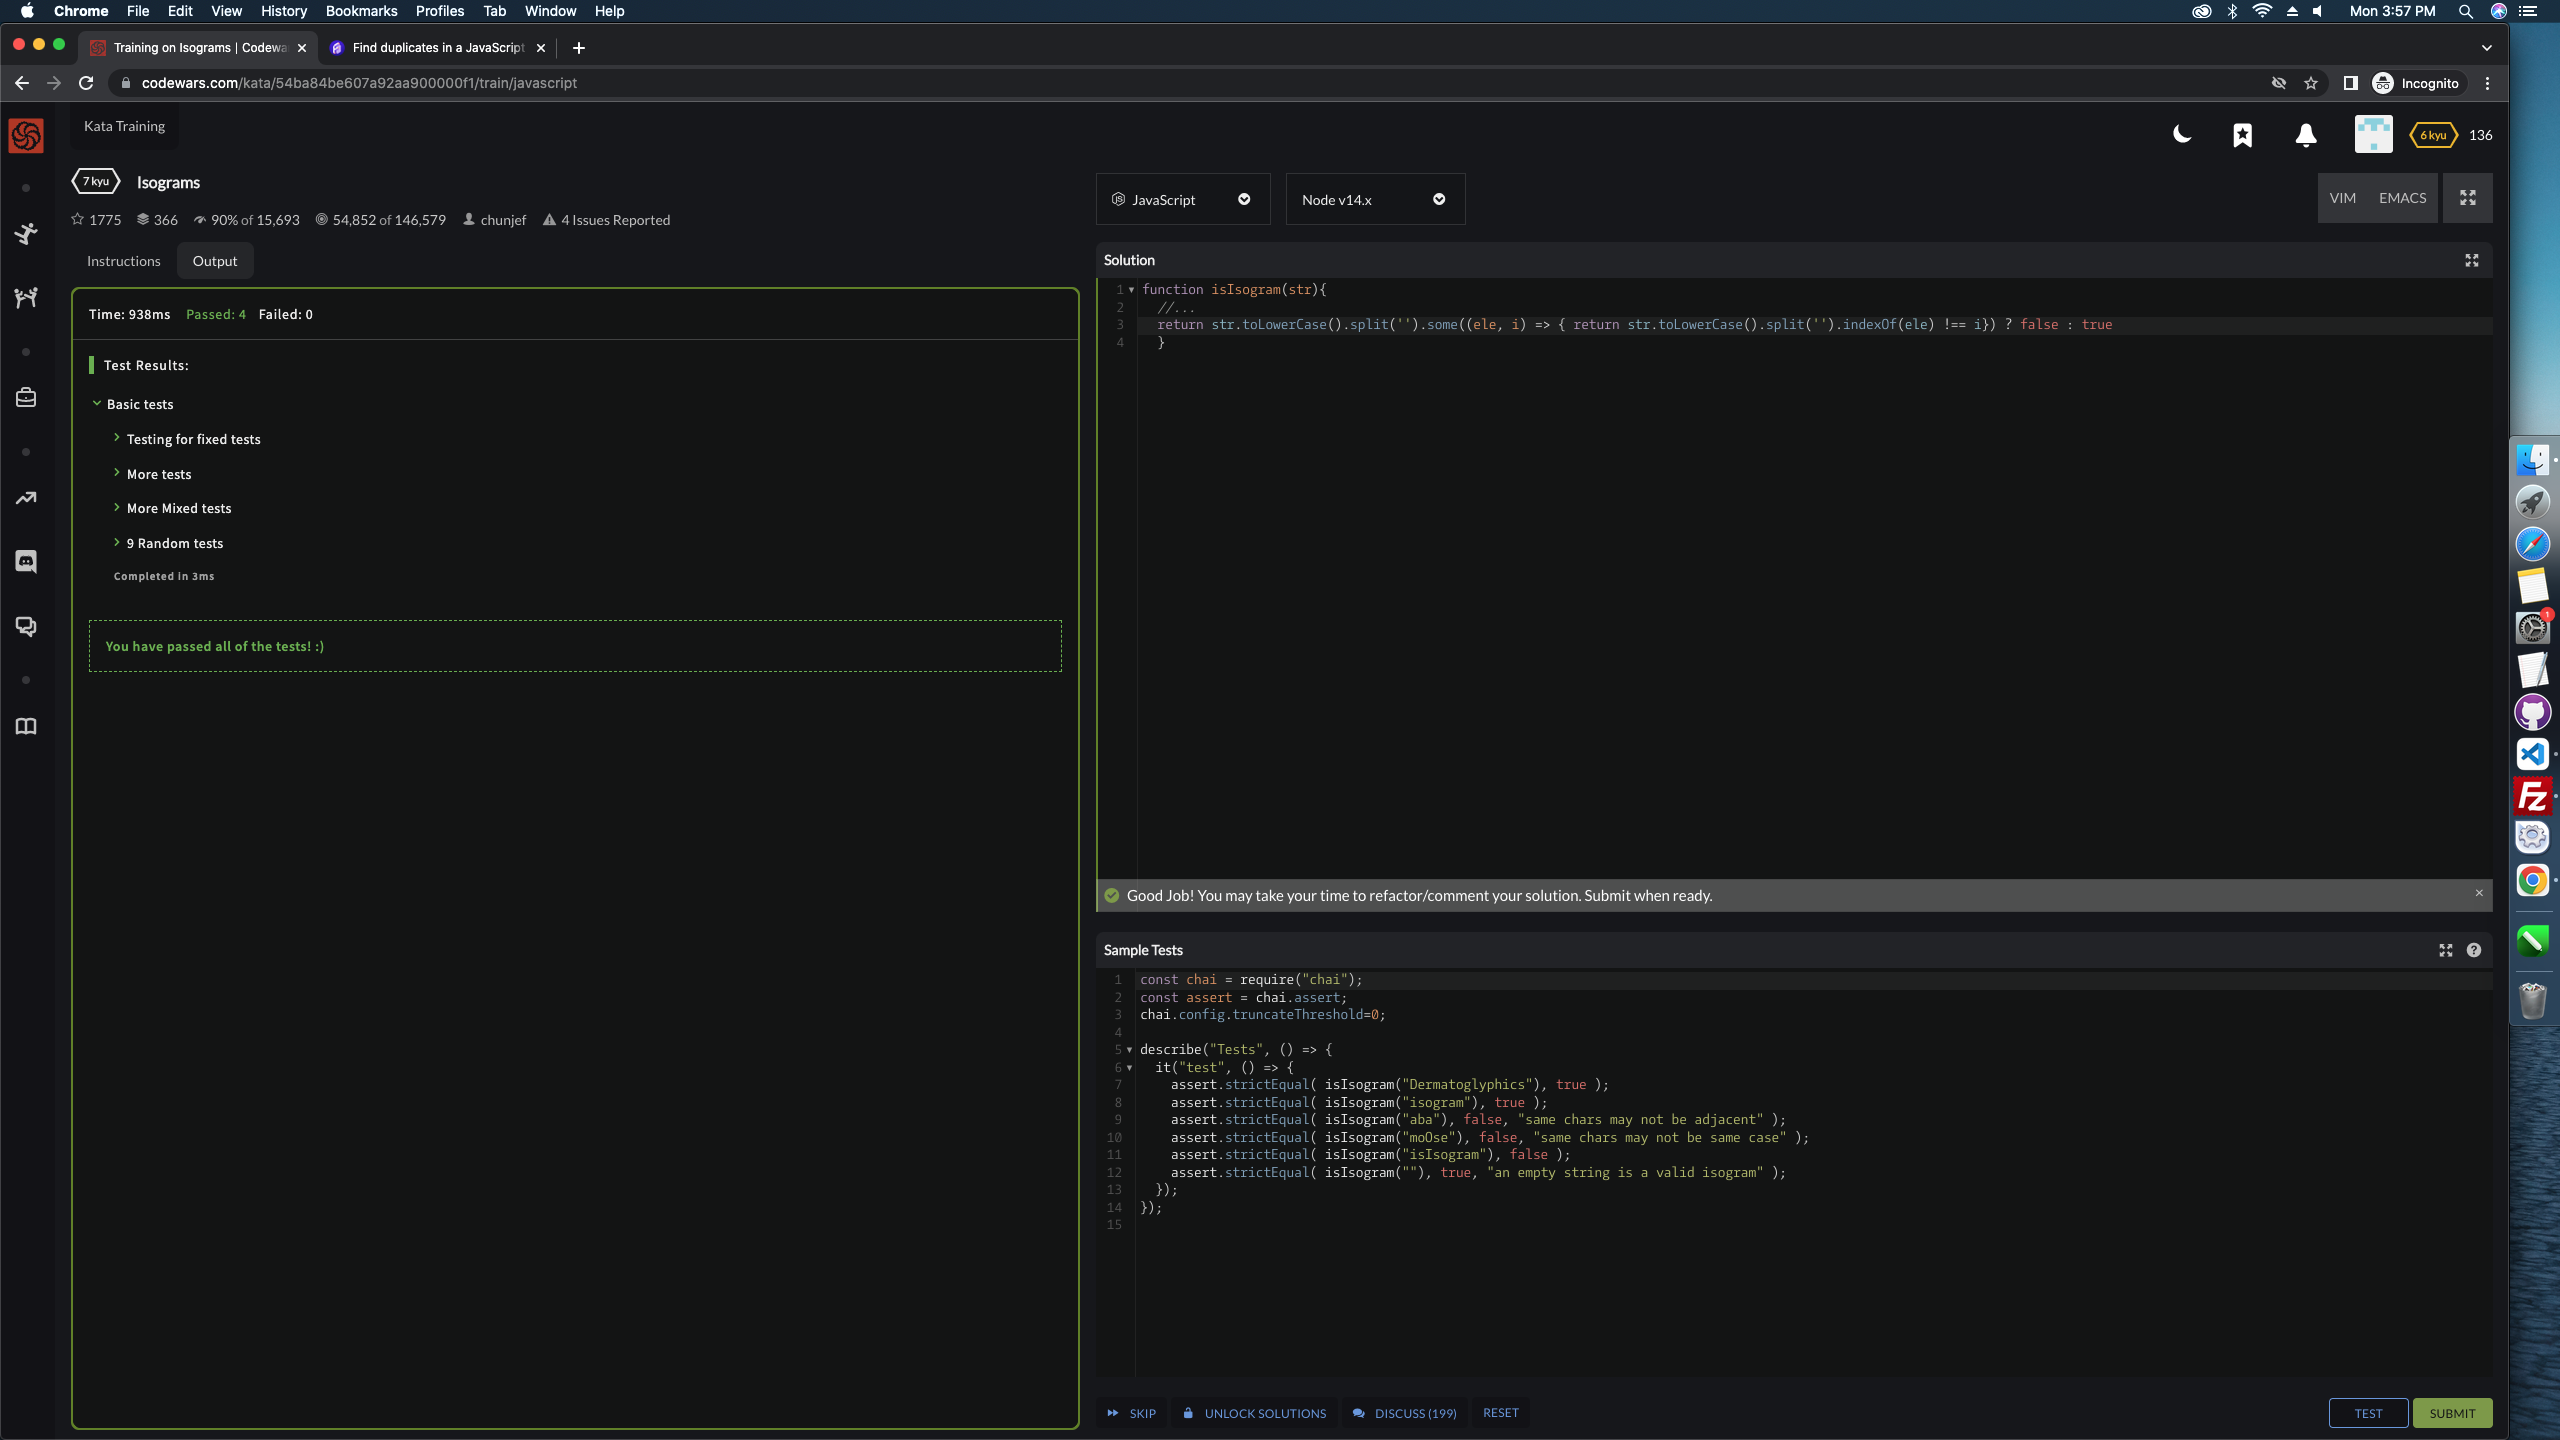 Chrome File Edit View History Bookmarks Profiles Tab Window Help
Mon 3:57 PM
Training on Isograms | Codewa
Find duplicates in a JavaScript
codewars.com/kata/54ba84be607a92aa900000f1/train/javascript
Incognito
Kata Training
6 kyu 136
7 kyu Isograms
1775 366 90% of 15,693 54,852 of 146,579 chunjef 4 Issues Reported
Instructions Output
Time: 938ms Passed: 4 Failed: 0
Test Results:
Basic tests
Testing for fixed tests
More tests
More Mixed tests
9 Random tests
Completed in 3ms
You have passed all of the tests! :)
JavaScript Node v14.x
VIM EMACS
Solution
1 function isIsogram(str){
2 //...
3 return str.toLowerCase().split('').some((ele, i) => { return str.toLowerCase().split('').indexOf(ele) !== i}) ? false : true
4 }
Good Job! You may take your time to refactor/comment your solution. Submit when ready.
Sample Tests
1 const chai = require("chai");
2 const assert = chai.assert;
3 chai.config.truncateThreshold=0;
4
5 describe("Tests", () => {
6 it("test", () => {
7 assert.strictEqual( isIsogram("Dermatoglyphics"), true );
8 assert.strictEqual( isIsogram("isogram"), true );
9 assert.strictEqual( isIsogram("aba"), false, "same chars may not be adjacent" );
10 assert.strictEqual( isIsogram("moOse"), false, "same chars may not be same case" );
11 assert.strictEqual( isIsogram("isIsogram"), false );
12 assert.strictEqual( isIsogram(""), true, "an empty string is a valid isogram" );
13 });
14 });
15
SKIP UNLOCK SOLUTIONS DISCUSS (199) RESET
TEST SUBMIT
1
Fz